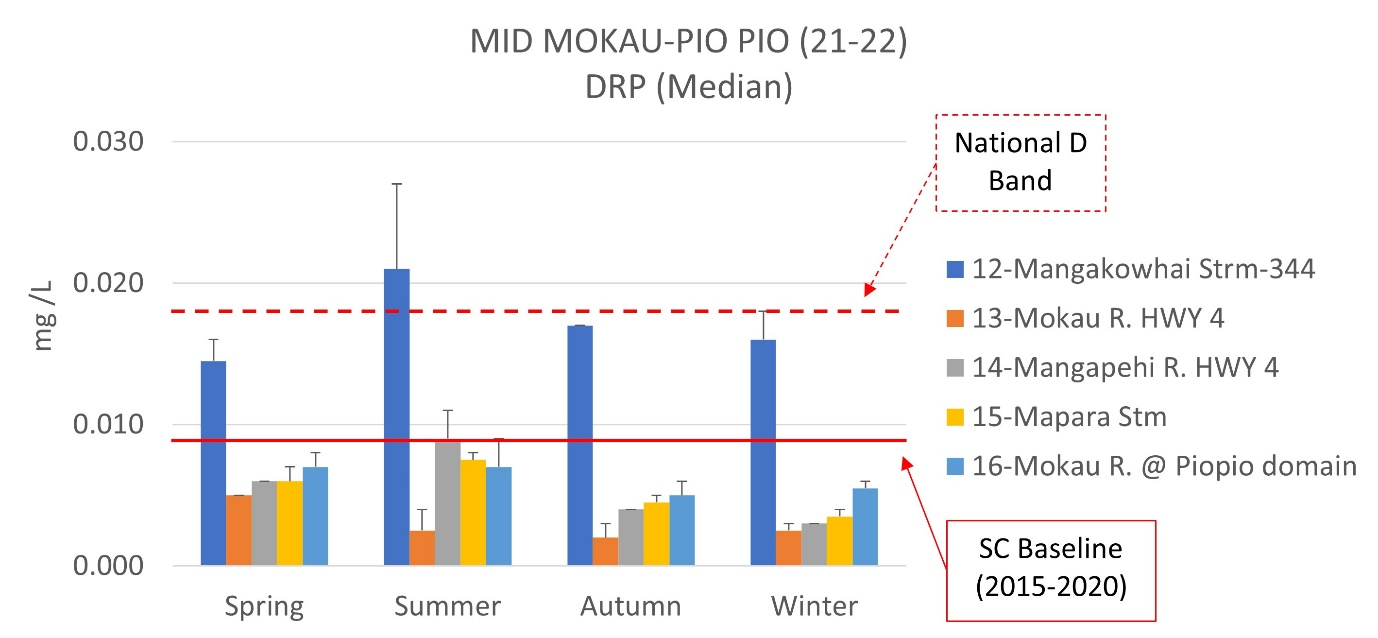 MID MOKAU-PIO PIO (21-22)
DRP (Median)
0.030
0.020
0.010
0.000
mg /L
Spring
Summer
Autumn
Winter
National D
Band
12-Mangakowhai Strm-344
13-Mokau R. HWY 4
14-Mangapehi R. HWY 4
15-Mapara Stm
16-Mokau R. @ Piopio domain
SC Baseline
(2015-2020)